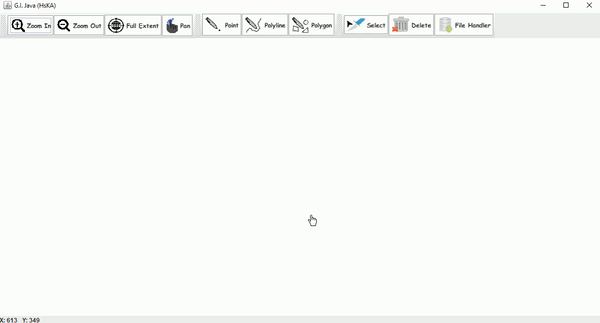 G.I. Java (HsKA)
Zoom In Zoom Out Full Extent Pan Point Polyline Polygon Select Delete File Handler
X: 613 Y: 349